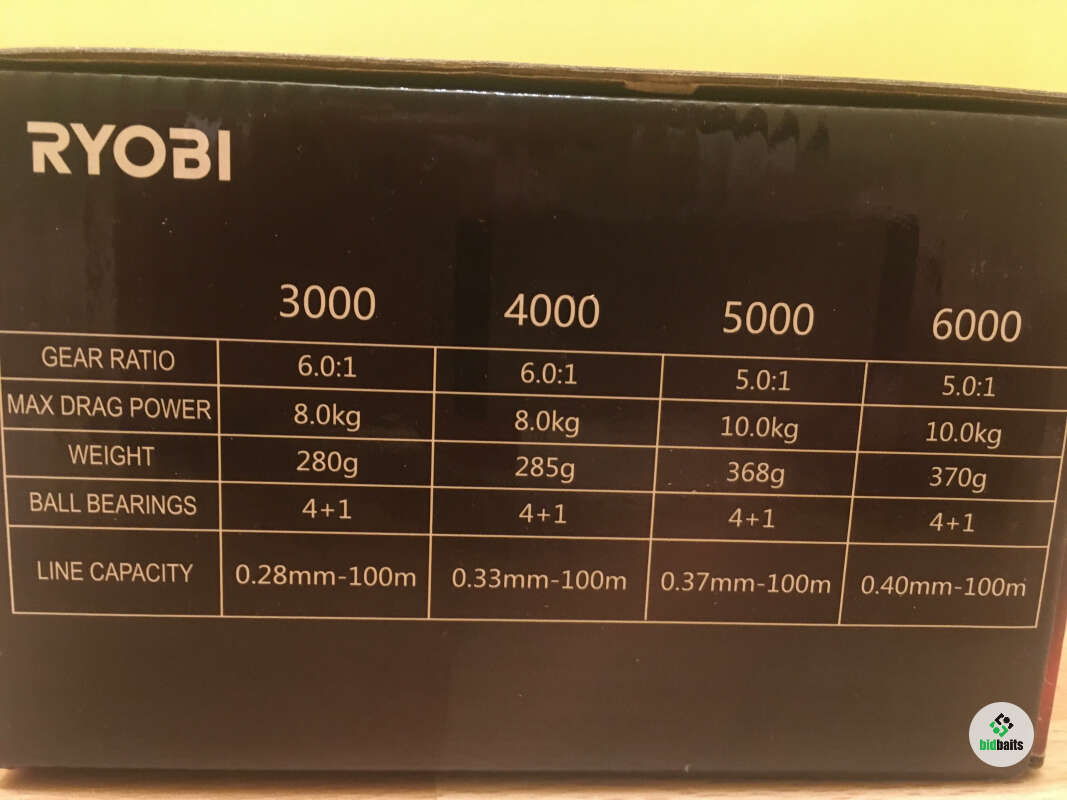 RYOBI
3000 4000 5000 6000
GEAR RATIO 6.0:1 6.0:1 5.0:1 5.0:1
MAX DRAG POWER 8.0kg 8.0kg 10.0kg 10.0kg
WEIGHT 280g 285g 368g 370g
BALL BEARINGS 4+1 4+1 4+1 4+1
LINE CAPACITY 0.28mm-100m 0.33mm-100m 0.37mm-100m 0.40mm-100m
bidbaits